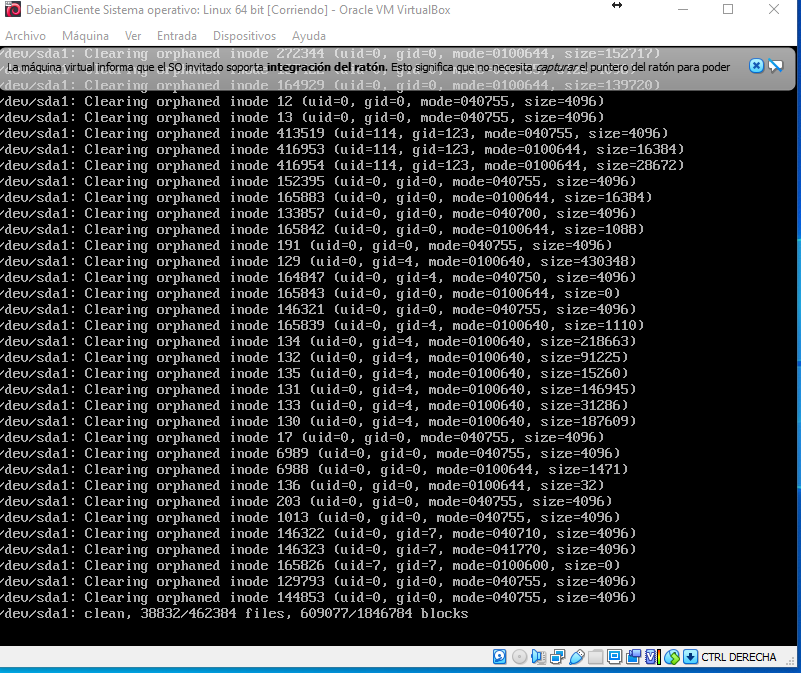 DebianCliente Sistema operativo: Linux 64 bit [Corriendo] - Oracle VM VirtualBox
Archivo Máquina Ver Entrada Dispositivos Ayuda
/dev/sda1: Clearing orphaned inode 272344 (uid=0, gid=0, mode=0100644, size=152717)
La máquina virtual informa que el SO invitado soporta integración del ratón. Esto significa que no necesita capturar el puntero del ratón para poder
/dev/sda1: Clearing orphaned inode 164929 (uid=0, gid=0, mode=0100644, size=139720)
/dev/sda1: Clearing orphaned inode 12 (uid=0, gid=0, mode=040755, size=4096)
/dev/sda1: Clearing orphaned inode 13 (uid=0, gid=0, mode=040755, size=4096)
/dev/sda1: Clearing orphaned inode 413519 (uid=114, gid=123, mode=040755, size=4096)
/dev/sda1: Clearing orphaned inode 416953 (uid=114, gid=123, mode=0100644, size=16384)
/dev/sda1: Clearing orphaned inode 416954 (uid=114, gid=123, mode=0100644, size=28672)
/dev/sda1: Clearing orphaned inode 152395 (uid=0, gid=0, mode=040755, size=4096)
/dev/sda1: Clearing orphaned inode 165883 (uid=0, gid=0, mode=0100644, size=16384)
/dev/sda1: Clearing orphaned inode 133857 (uid=0, gid=0, mode=040700, size=4096)
/dev/sda1: Clearing orphaned inode 165842 (uid=0, gid=0, mode=0100644, size=1088)
/dev/sda1: Clearing orphaned inode 191 (uid=0, gid=0, mode=040755, size=4096)
/dev/sda1: Clearing orphaned inode 129 (uid=0, gid=4, mode=0100640, size=430348)
/dev/sda1: Clearing orphaned inode 164847 (uid=0, gid=4, mode=040750, size=4096)
/dev/sda1: Clearing orphaned inode 165843 (uid=0, gid=0, mode=0100644, size=0)
/dev/sda1: Clearing orphaned inode 146321 (uid=0, gid=0, mode=040755, size=4096)
/dev/sda1: Clearing orphaned inode 165839 (uid=0, gid=4, mode=0100640, size=1110)
/dev/sda1: Clearing orphaned inode 134 (uid=0, gid=4, mode=0100640, size=218663)
/dev/sda1: Clearing orphaned inode 132 (uid=0, gid=4, mode=0100640, size=91225)
/dev/sda1: Clearing orphaned inode 135 (uid=0, gid=4, mode=0100640, size=15260)
/dev/sda1: Clearing orphaned inode 131 (uid=0, gid=4, mode=0100640, size=146945)
/dev/sda1: Clearing orphaned inode 133 (uid=0, gid=4, mode=0100640, size=31286)
/dev/sda1: Clearing orphaned inode 130 (uid=0, gid=4, mode=0100640, size=187609)
/dev/sda1: Clearing orphaned inode 17 (uid=0, gid=0, mode=040755, size=4096)
/dev/sda1: Clearing orphaned inode 6989 (uid=0, gid=0, mode=040755, size=4096)
/dev/sda1: Clearing orphaned inode 6988 (uid=0, gid=0, mode=0100644, size=1471)
/dev/sda1: Clearing orphaned inode 136 (uid=0, gid=0, mode=0100644, size=32)
/dev/sda1: Clearing orphaned inode 203 (uid=0, gid=0, mode=040755, size=4096)
/dev/sda1: Clearing orphaned inode 1013 (uid=0, gid=0, mode=040755, size=4096)
/dev/sda1: Clearing orphaned inode 146322 (uid=0, gid=7, mode=040710, size=4096)
/dev/sda1: Clearing orphaned inode 146323 (uid=0, gid=7, mode=041770, size=4096)
/dev/sda1: Clearing orphaned inode 165826 (uid=7, gid=7, mode=0100600, size=0)
/dev/sda1: Clearing orphaned inode 129793 (uid=0, gid=0, mode=040755, size=4096)
/dev/sda1: Clearing orphaned inode 144853 (uid=0, gid=0, mode=040755, size=4096)
/dev/sda1: clean, 38832/462384 files, 609077/1846784 blocks
CTRL DERECHA